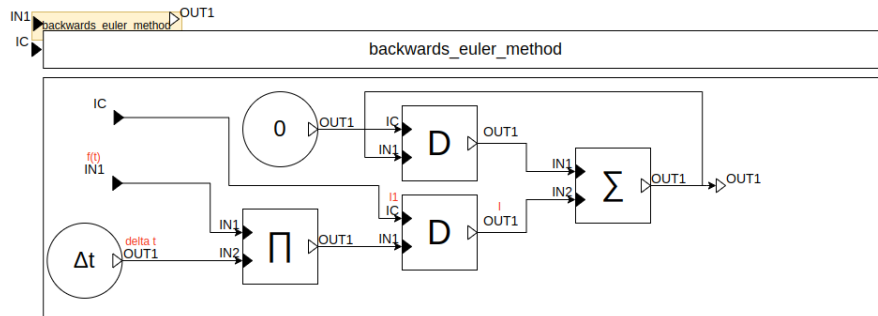 IN1
OUT1
backwards_euler_method
IC
backwards_euler_method
IC
0
OUT1
IC
IN1
D
OUT1
f(t)
IN1
IN1
IN2
Σ
OUT1
OUT1
I1
IC
IN1
D
I
OUT1
delta t
Δt
OUT1
IN1
IN2
∏
OUT1